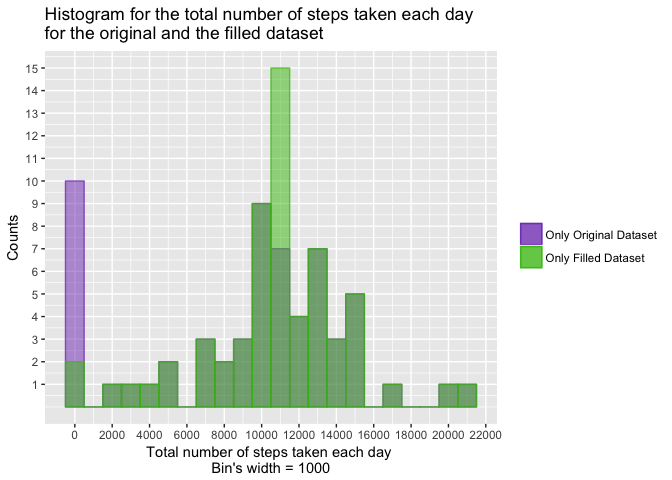 Histogram for the total number of steps taken each day
for the original and the filled dataset
15
14
13
12
11
10
9
8
7
6
5
4
3
2
1
Counts
0 2000 4000 6000 8000 10000 12000 14000 16000 18000 20000 22000
Total number of steps taken each day
Bin's width = 1000
Only Original Dataset
Only Filled Dataset